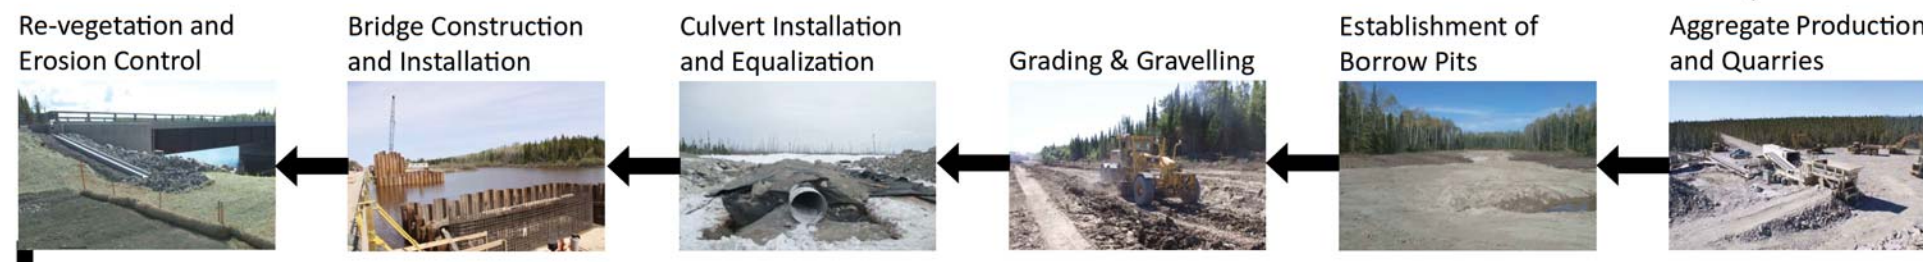 Re-vegetation and
Erosion Control
Bridge Construction
and Installation
Culvert Installation
and Equalization
Grading & Gravelling
Establishment of
Borrow Pits
Aggregate Production
and Quarries